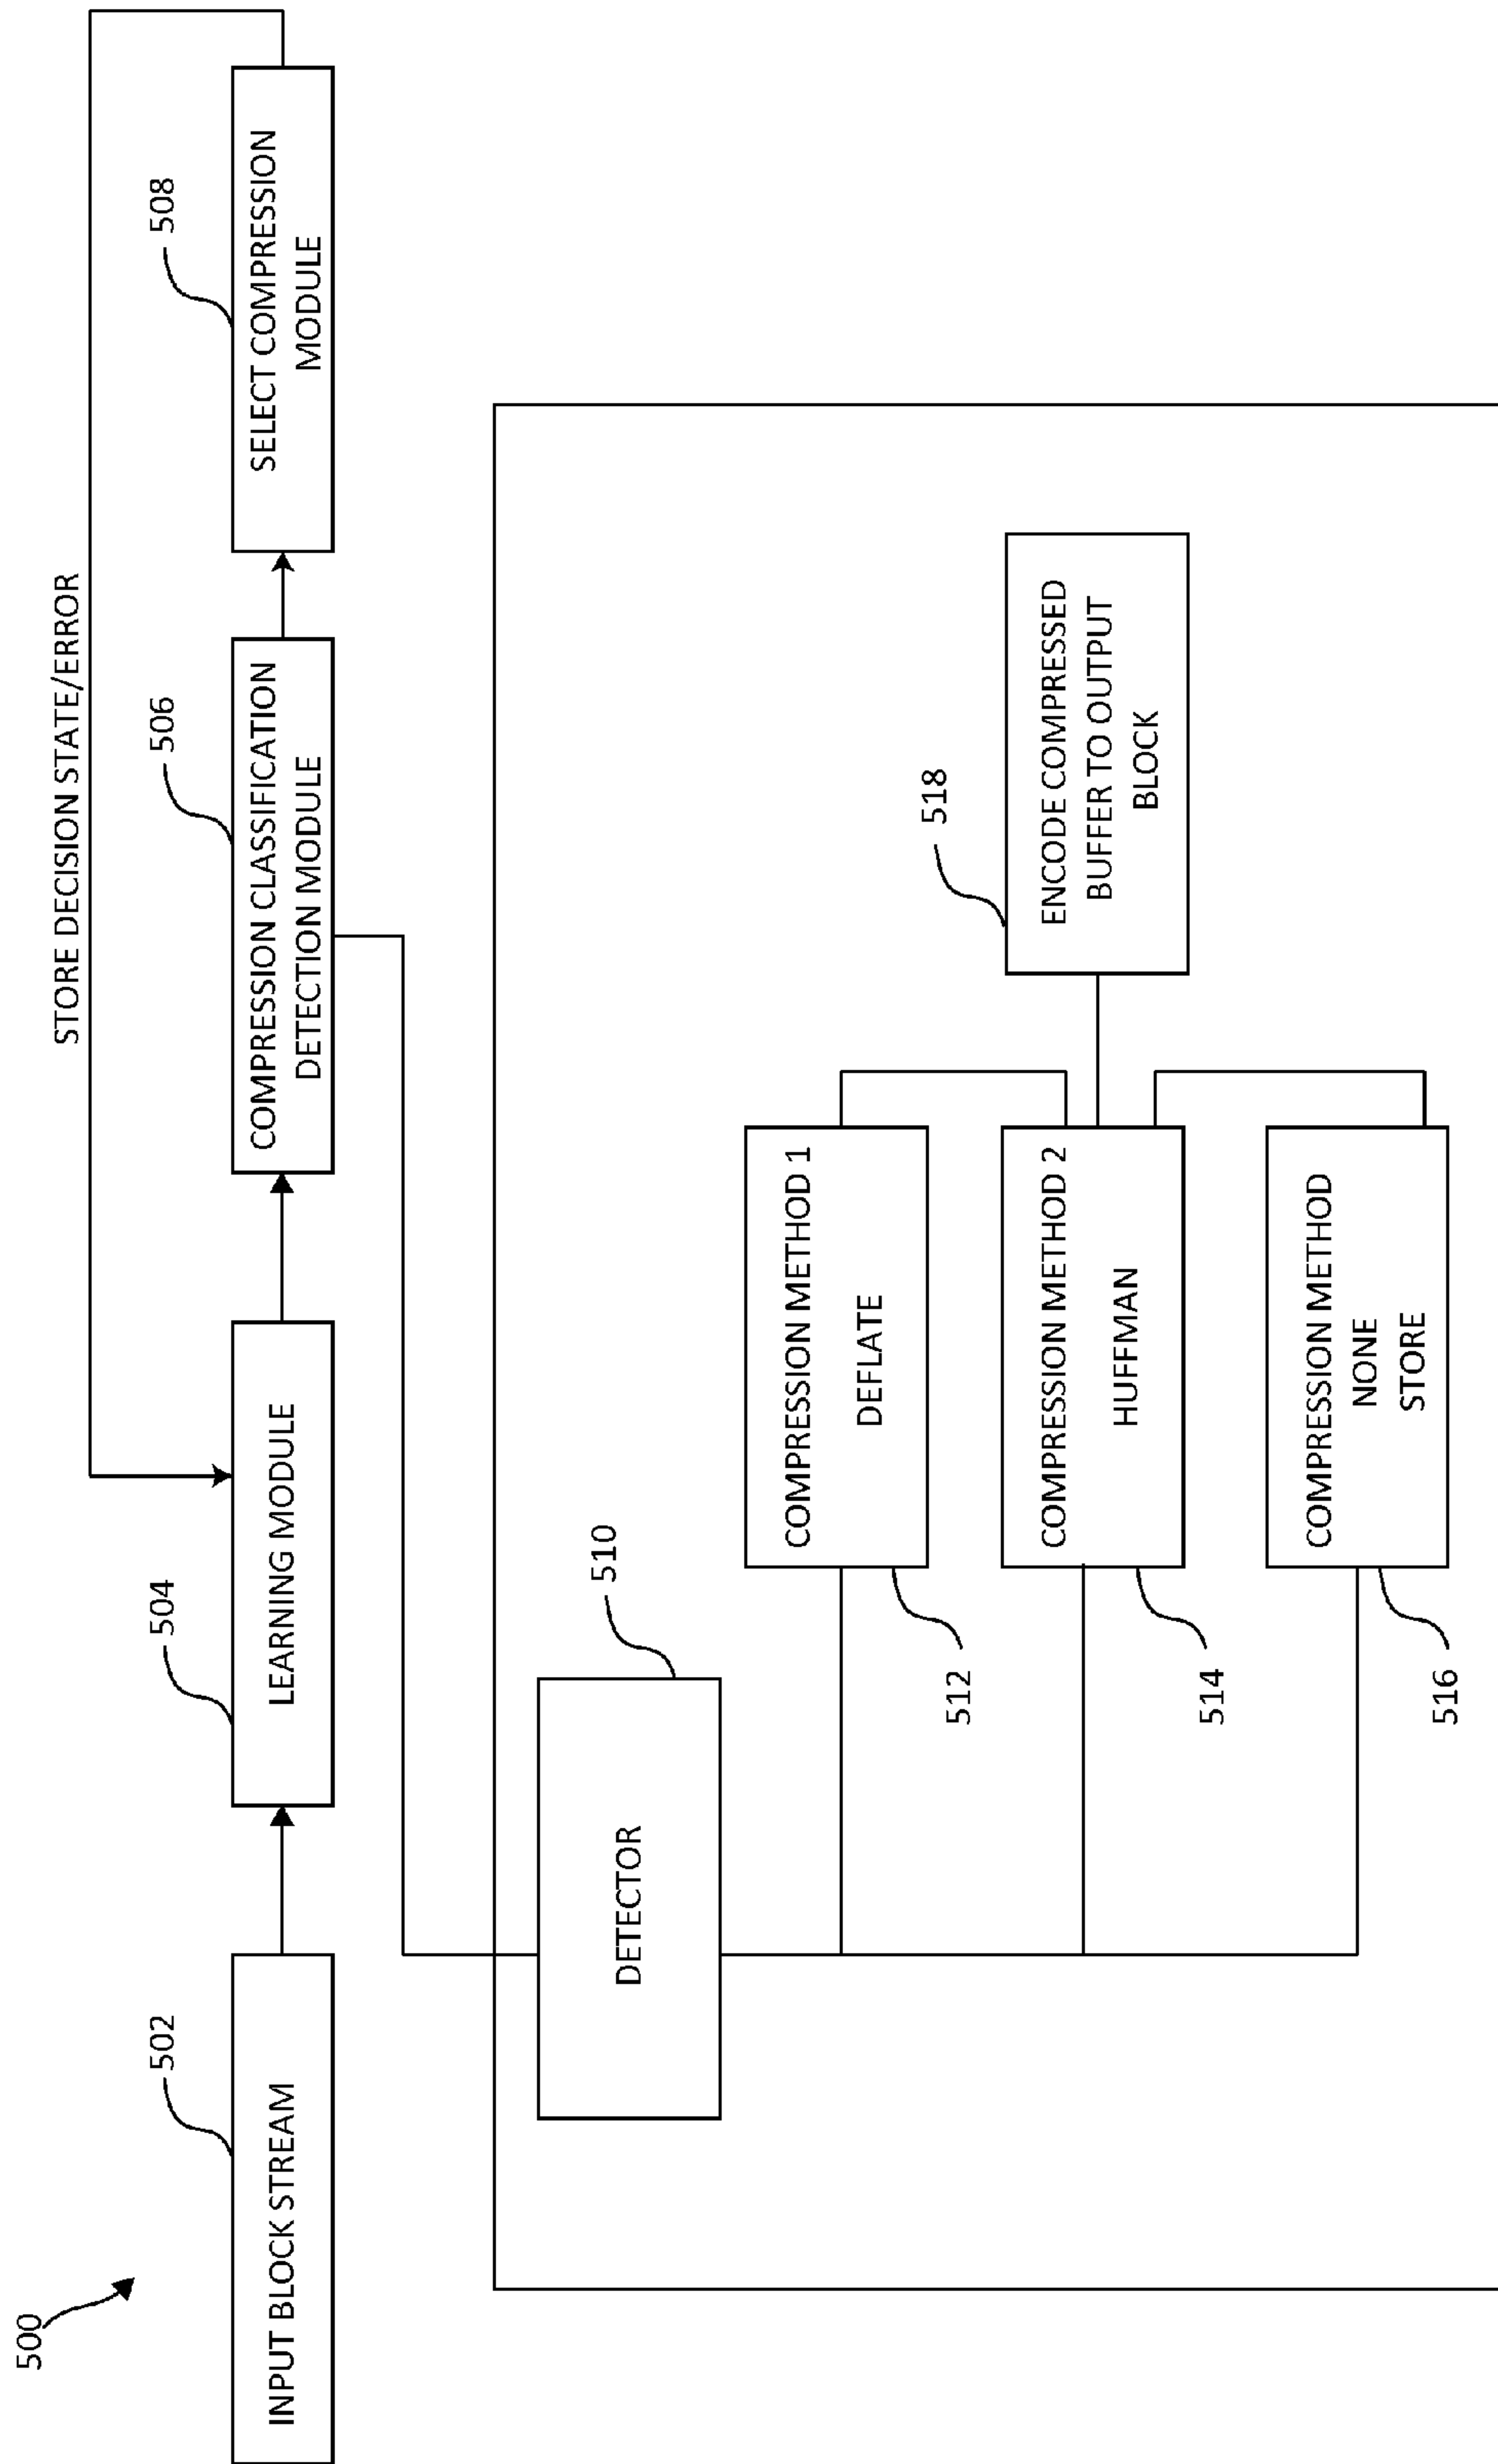 500
STORE DECISION STATE/ERROR
502
504
506
508
INPUT BLOCK STREAM
LEARNING MODULE
COMPRESSION CLASSIFICATION
DETECTION MODULE
SELECT COMPRESSION
MODULE
510
DETECTOR
COMPRESSION METHOD 1
DEFLATE
512
518
COMPRESSION METHOD 2
HUFFMAN
514
ENCODE COMPRESSED
BUFFER TO OUTPUT
BLOCK
COMPRESSION METHOD
NONE
STORE
516